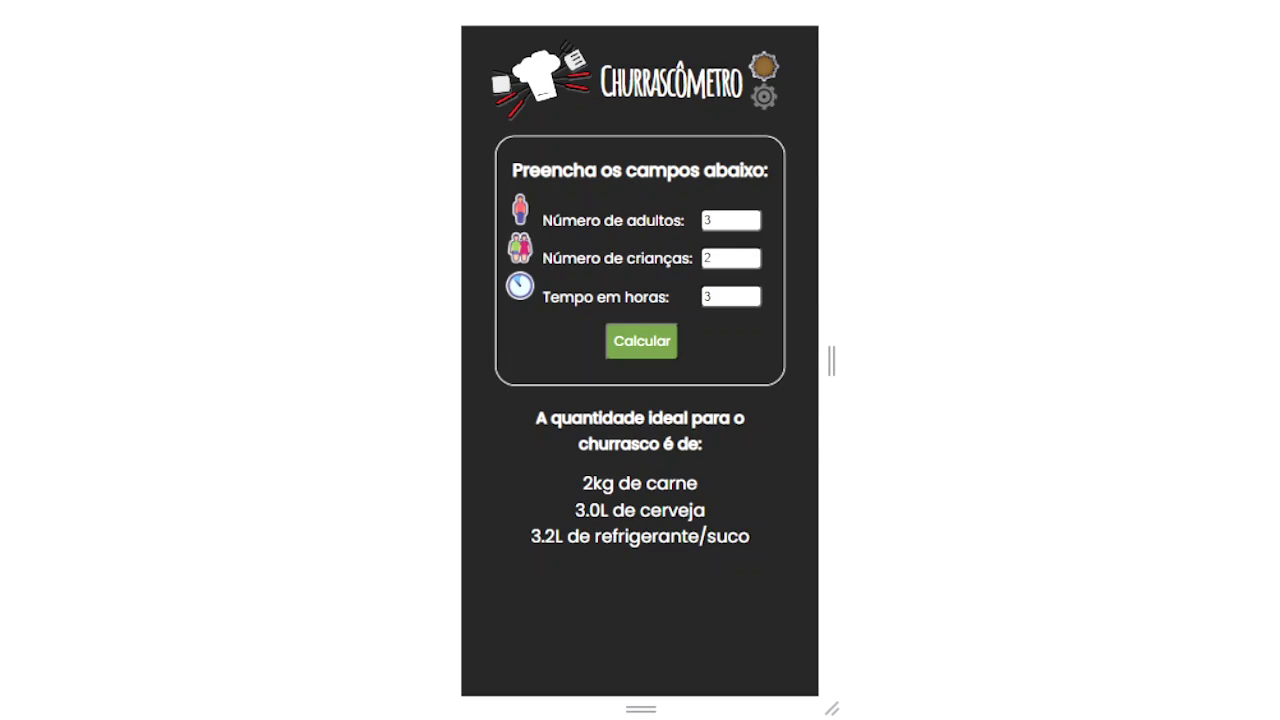 Churrascômetro
Preencha os campos abaixo:
Número de adultos: 3
Número de crianças: 2
Tempo em horas: 3
Calcular
A quantidade ideal para o
churrasco é de:
2kg de carne
3.0L de cerveja
3.2L de refrigerante/suco